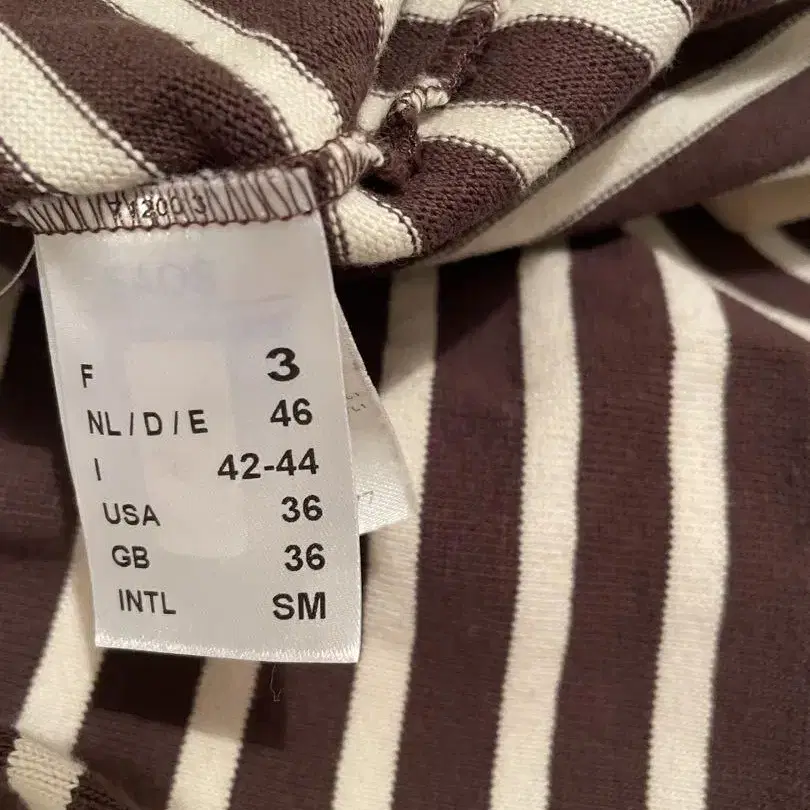 F 3
NL / D / E 46
I 42-44
USA 36
GB 36
INTL SM